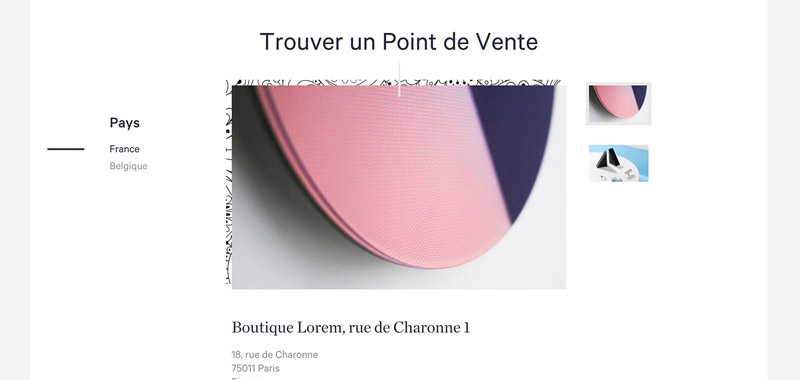 Trouver un Point de Vente
Pays
France
Belgique
Boutique Lorem, rue de Charonne 1
18, rue de Charonne
75011 Paris